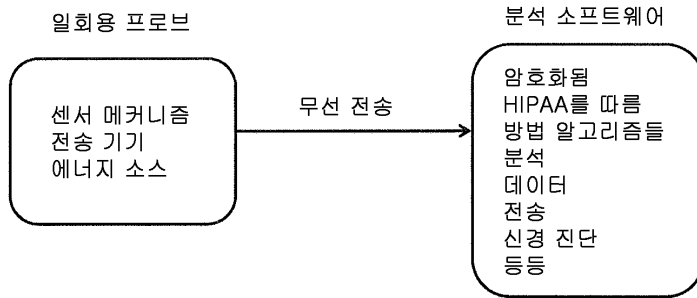 일회용 프로브
센서 메커니즘
전송 기기
에너지 소스
무선 전송
분석 소프트웨어
암호화됨
HIPAA를 따름
방법 알고리즘들
분석
데이터
전송
신경 진단
등등